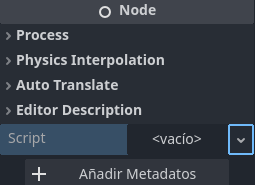 Node
Process
Physics Interpolation
Auto Translate
Editor Description
Script <vacío>
Añadir Metadatos